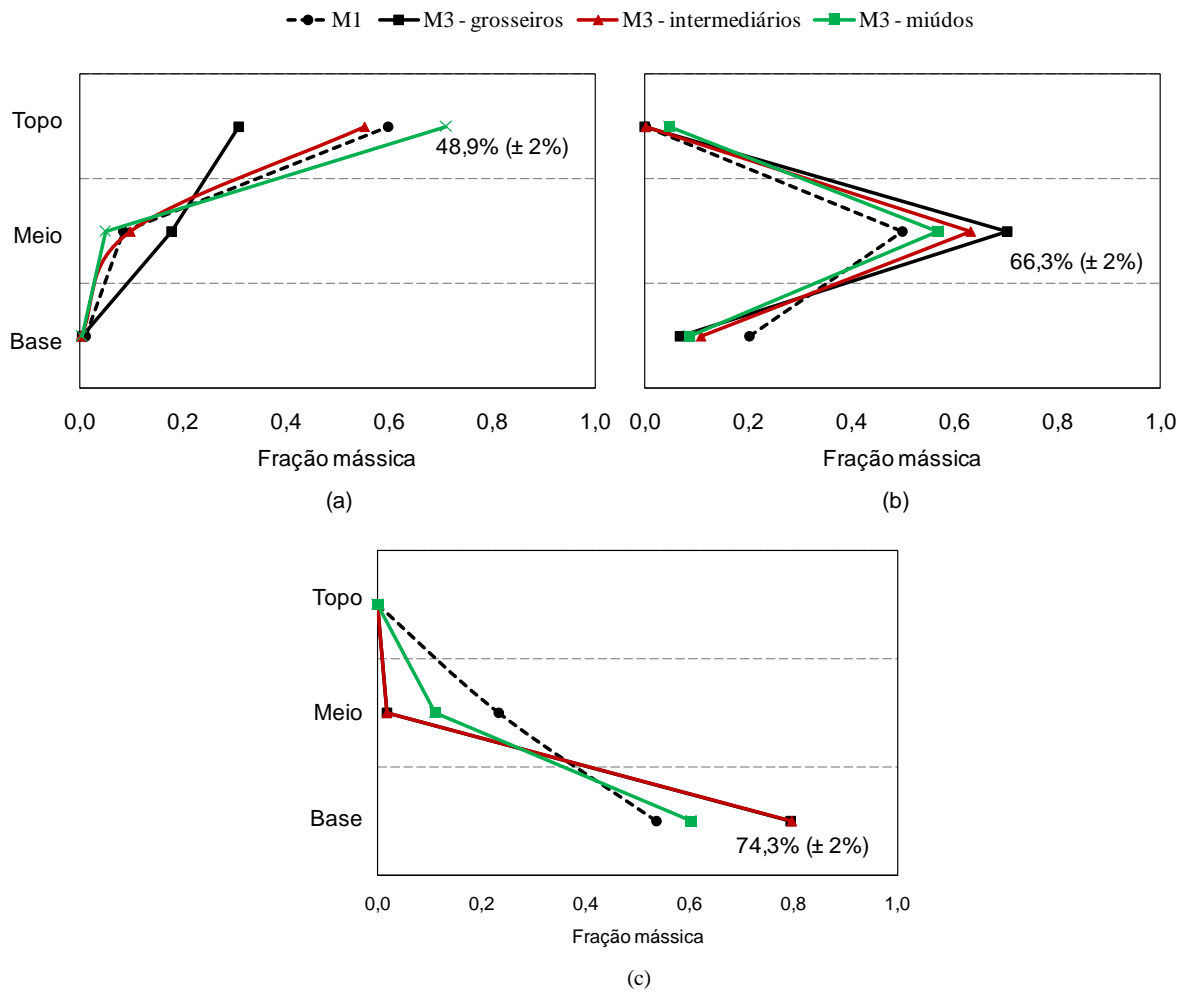 M1 M3 - grosseiros M3 - intermediários M3 - miúdos
Topo
48,9% (± 2%)
Meio
Base
0,0 0,2 0,4 0,6 0,8 1,0
Fração mássica
(a)
66,3% (± 2%)
0,0 0,2 0,4 0,6 0,8 1,0
Fração mássica
(b)
Topo
Meio
Base
74,3% (± 2%)
0,0 0,2 0,4 0,6 0,8 1,0
Fração mássica
(c)